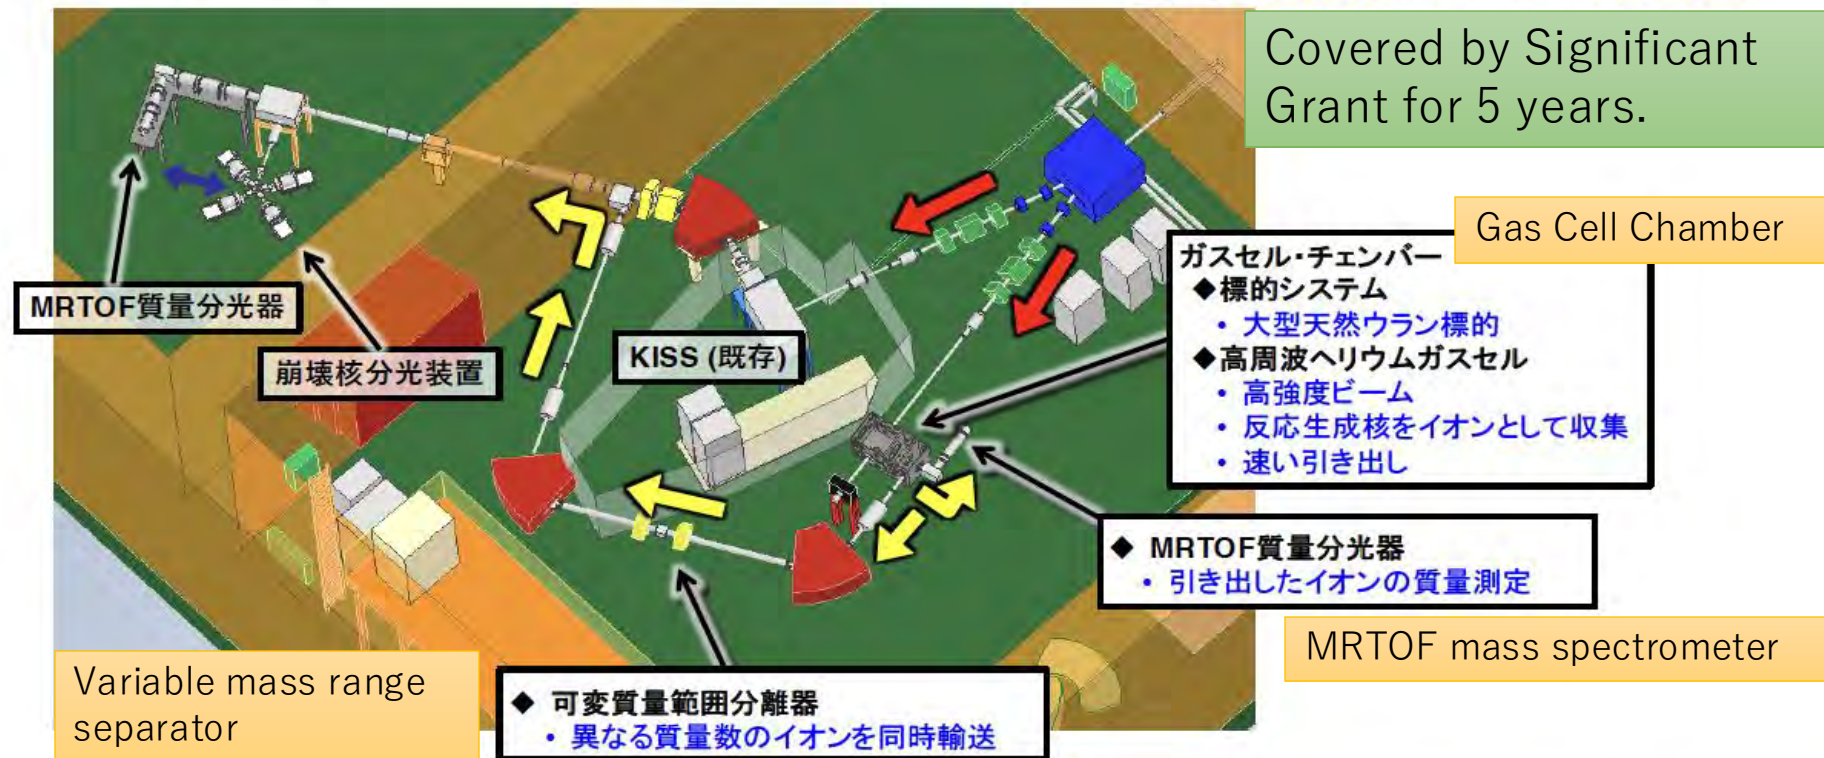 Covered by Significant
Grant for 5 years.
Gas Cell Chamber
ガスセル・チェンバー
◆標的システム
• 大型天然ウラン標的
◆高周波ヘリウムガスセル
• 高強度ビーム
• 反応生成核をイオンとして収集
• 速い引き出し
MRTOF質量分光器
崩壊核分光装置
KISS (既存)
◆ MRTOF質量分光器
• 引き出したイオンの質量測定
MRTOF mass spectrometer
Variable mass range
separator
◆ 可変質量範囲分離器
• 異なる質量数のイオンを同時輸送